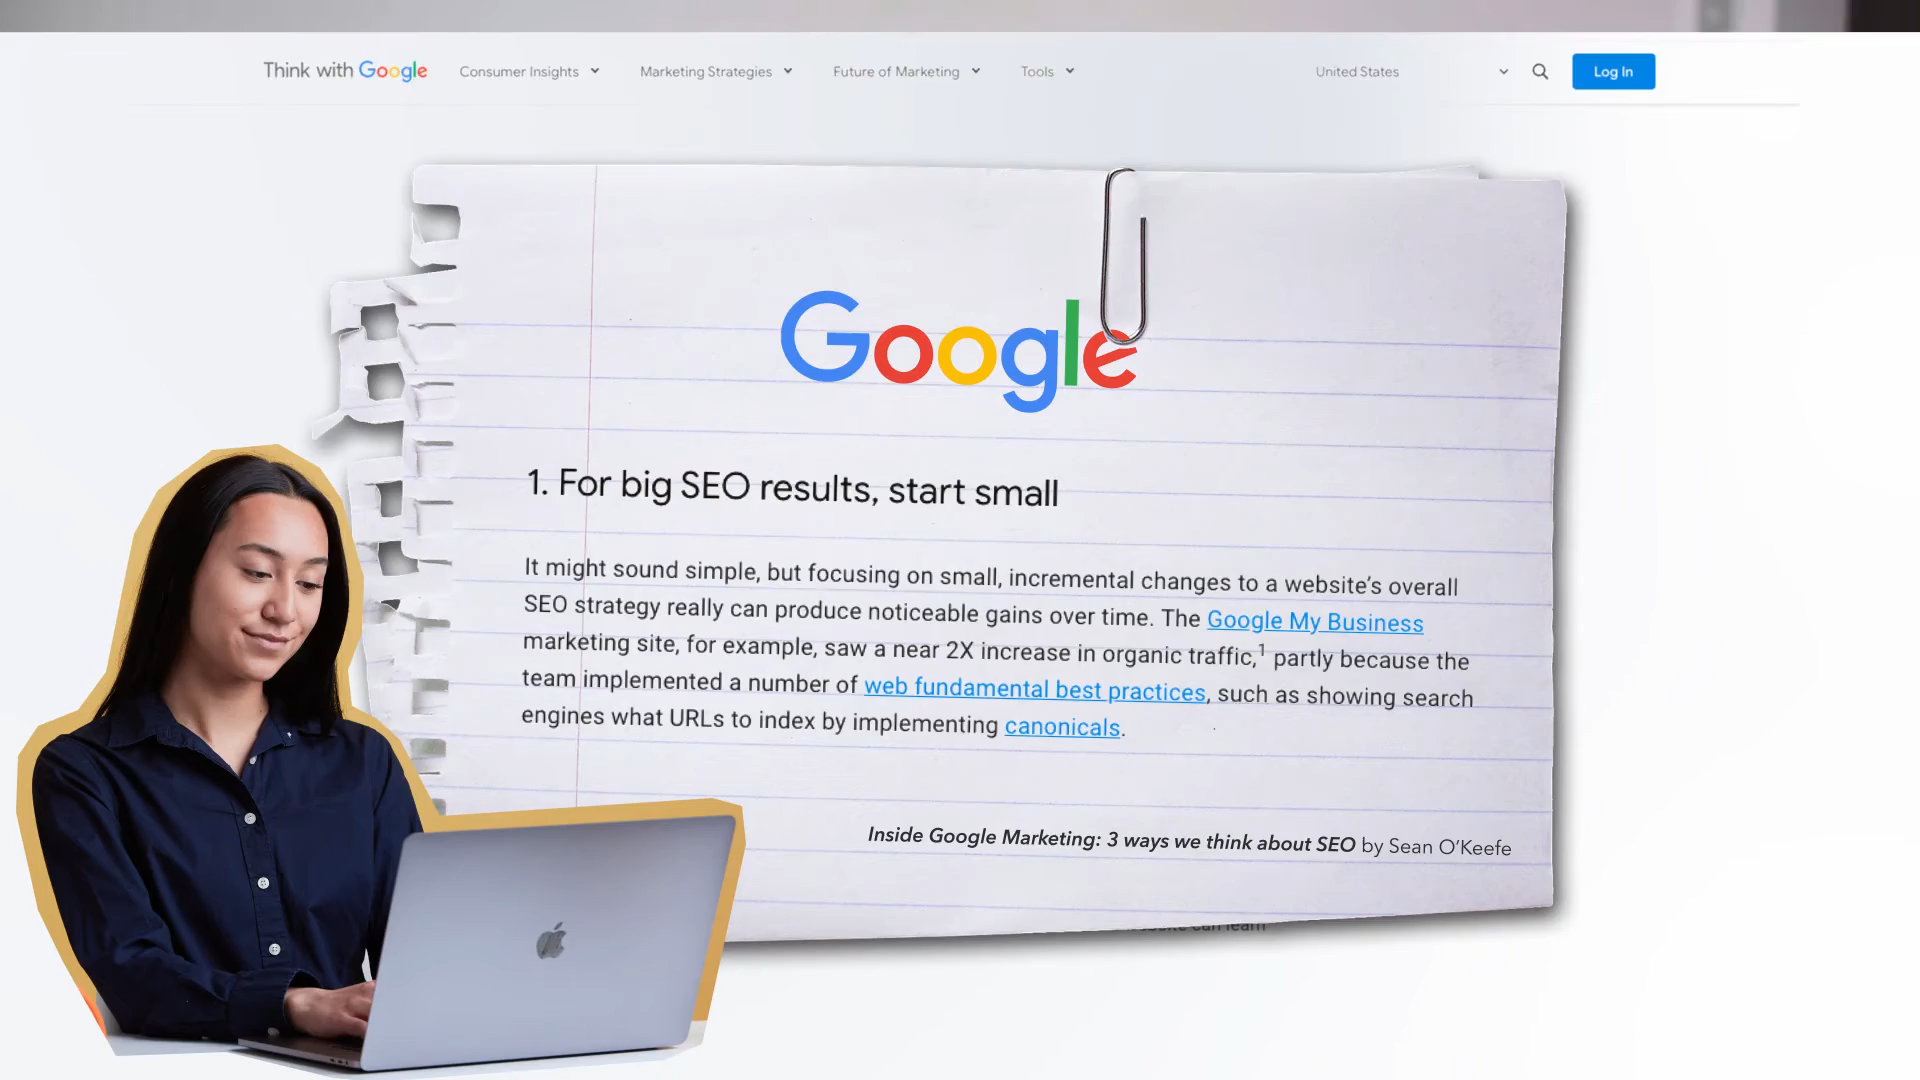 Think with Google Consumer Insights Marketing Strategies Future of Marketing Tools United States Log In
Google
1. For big SEO results, start small
It might sound simple, but focusing on small, incremental changes to a website’s overall
SEO strategy really can produce noticeable gains over time. The Google My Business
marketing site, for example, saw a near 2X increase in organic traffic,¹ partly because the
team implemented a number of web fundamental best practices, such as showing search
engines what URLs to index by implementing canonicals.
Inside Google Marketing: 3 ways we think about SEO by Sean O’Keefe
can learn